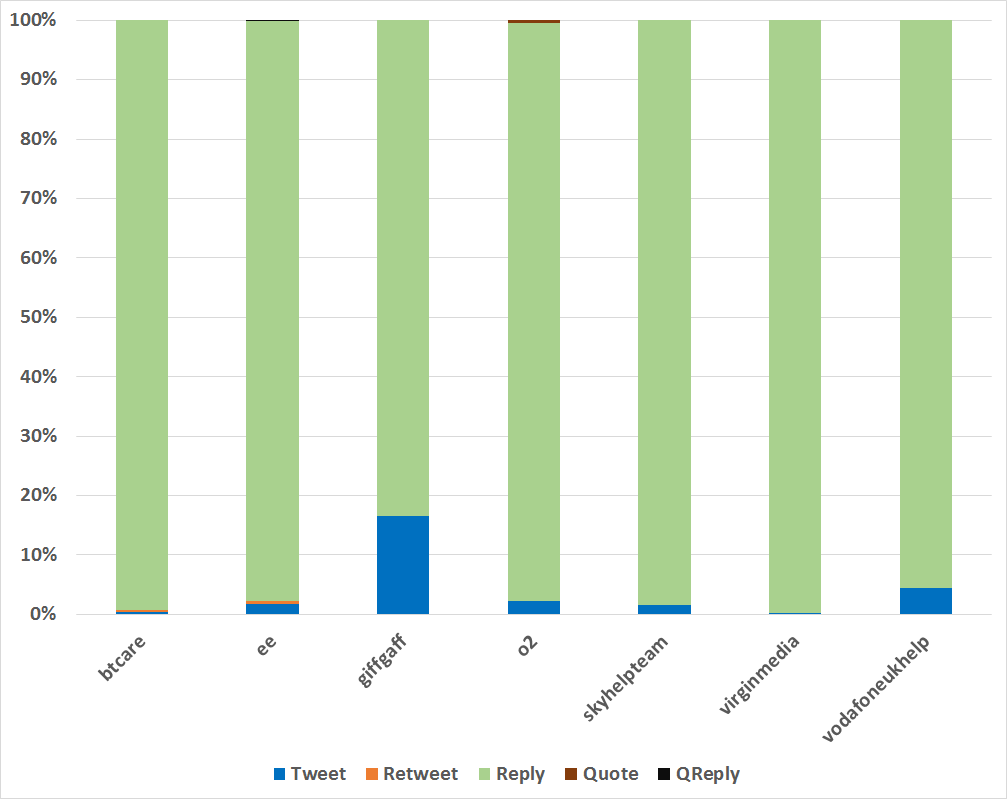 100%
90%
80%
70%
60%
50%
40%
30%
20%
10%
0%
btcare
ee
giffgaff
o2
skyhelpteam
virginmedia
vodafoneukhelp
Tweet Retweet Reply Quote QReply